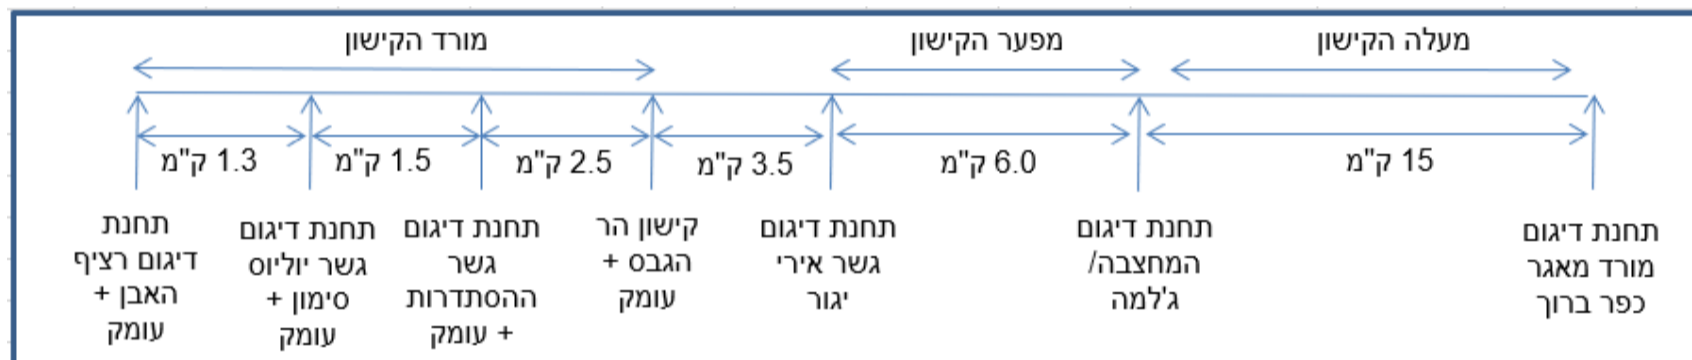 מעלה הקישון
מפער הקישון
מורד הקישון
15 ק"מ
6.0 ק"מ
3.5 ק"מ
2.5 ק"מ
1.5 ק"מ
1.3 ק"מ
תחנת דיגום
מורד מאגר
כפר ברוך
תחנת דיגום
המחצבה/
ג'למה
תחנת דיגום
גשר אירי
יגור
קישון הר
הגבס +
עומק
תחנת דיגום
גשר
ההסתדרות
+ עומק
תחנת דיגום
גשר יוליוס
סימון +
עומק
תחנת
דיגום רציף
האבן +
עומק